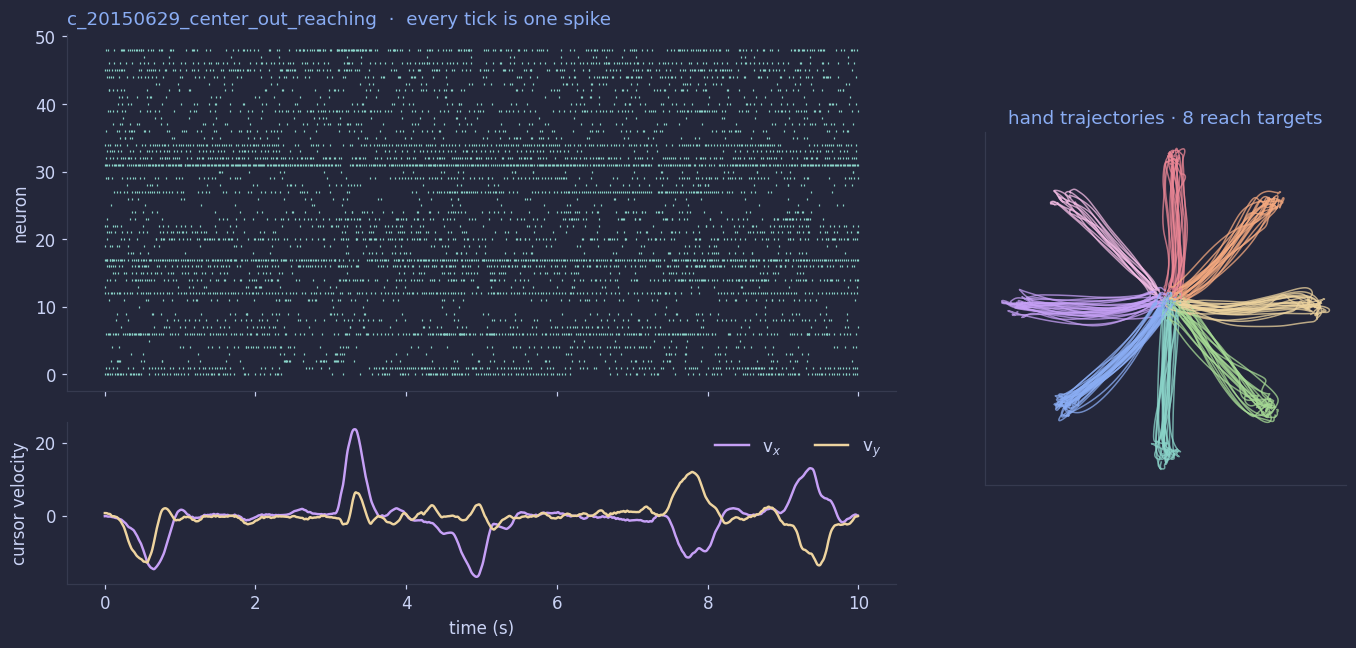 c_20150629_center_out_reaching · every tick is one spike
50
40
30
20
10
0
neuron
hand trajectories · 8 reach targets
20
0
cursor velocity
vₓ
v_y
0 2 4 6 8 10
time (s)